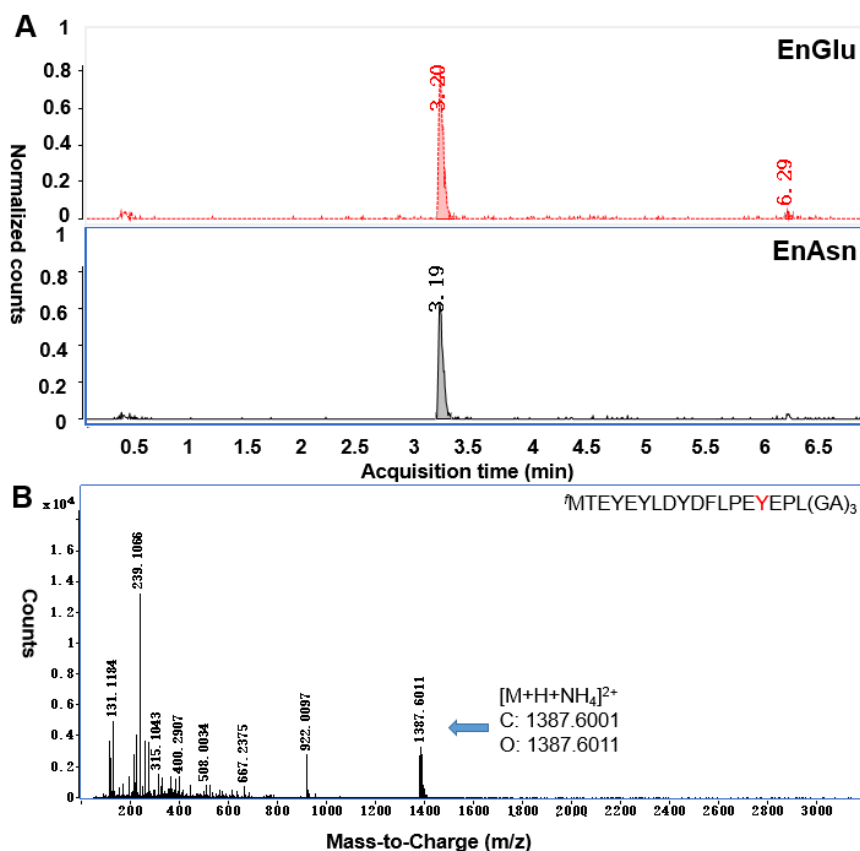 A
EnGlu
1
0.8
0.6
0.4
0.2
0
3.20
6.29
EnAsn
1
0.8
0.6
0.4
0.2
0
3.19
Normalized counts
0.5 1 1.5 2 2.5 3 3.5 4 4.5 5 5.5 6 6.5
Acquisition time (min)
B
x10⁴
ᶠMTEYEYLDYDFLPEYEPL(GA)₃
1.6
1.4
1.2
1
0.8
0.6
0.4
0.2
0
Counts
131.1184
239.1066
315.1043
400.2907
508.0034
667.2375
922.0097
1387.6011
[M+H+NH₄]²⁺
C: 1387.6001
O: 1387.6011
200 400 600 800 1000 1200 1400 1600 1800 2000 2200 2400 2600 2800 3000
Mass-to-Charge (m/z)